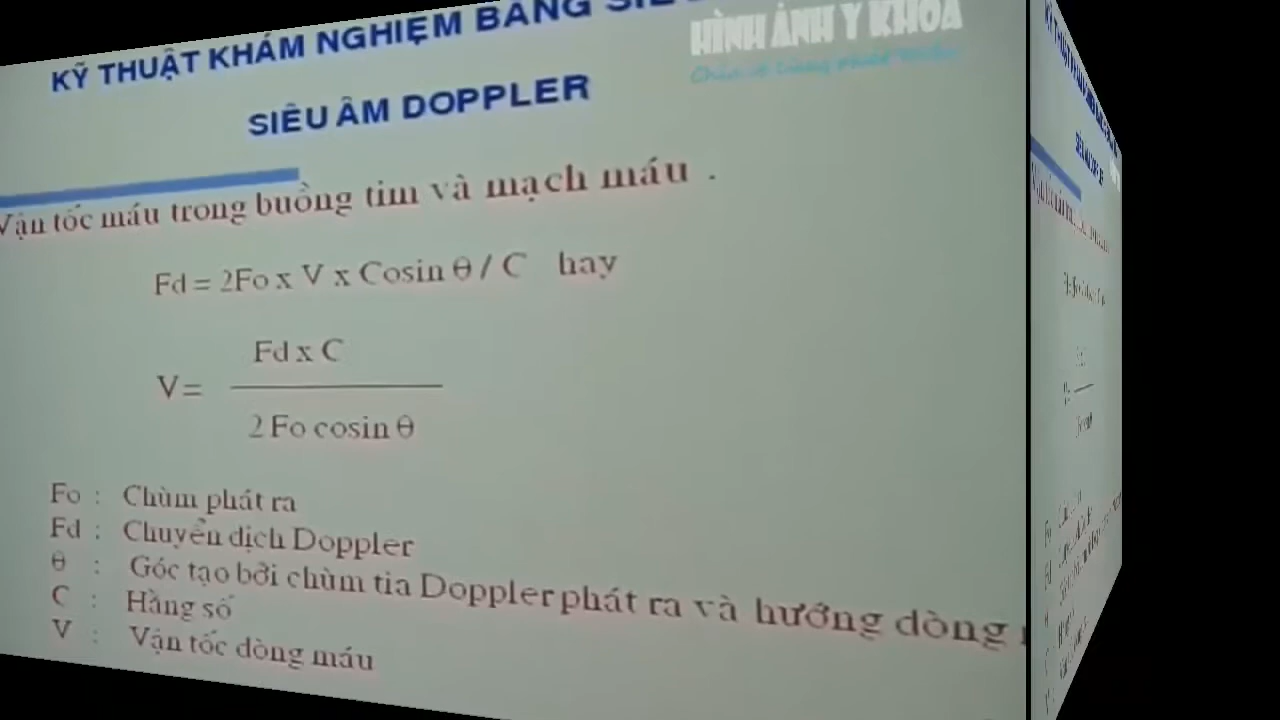 KỸ THUẬT KHÁM NGHIỆM BẰNG
HÌNH ẢNH Y KHOA
SIÊU ÂM DOPPLER
Vận tốc máu trong buồng tim và mạch máu .
Fd = 2Fo x V x Cosin θ / C hay
Fd x C
V=
2 Fo cosin θ
Fo : Chùm phát ra
Fd : Chuyển dịch Doppler
θ : Góc tạo bởi chùm tia Doppler phát ra và hướng dòng
C : Hằng số
V : Vận tốc dòng máu